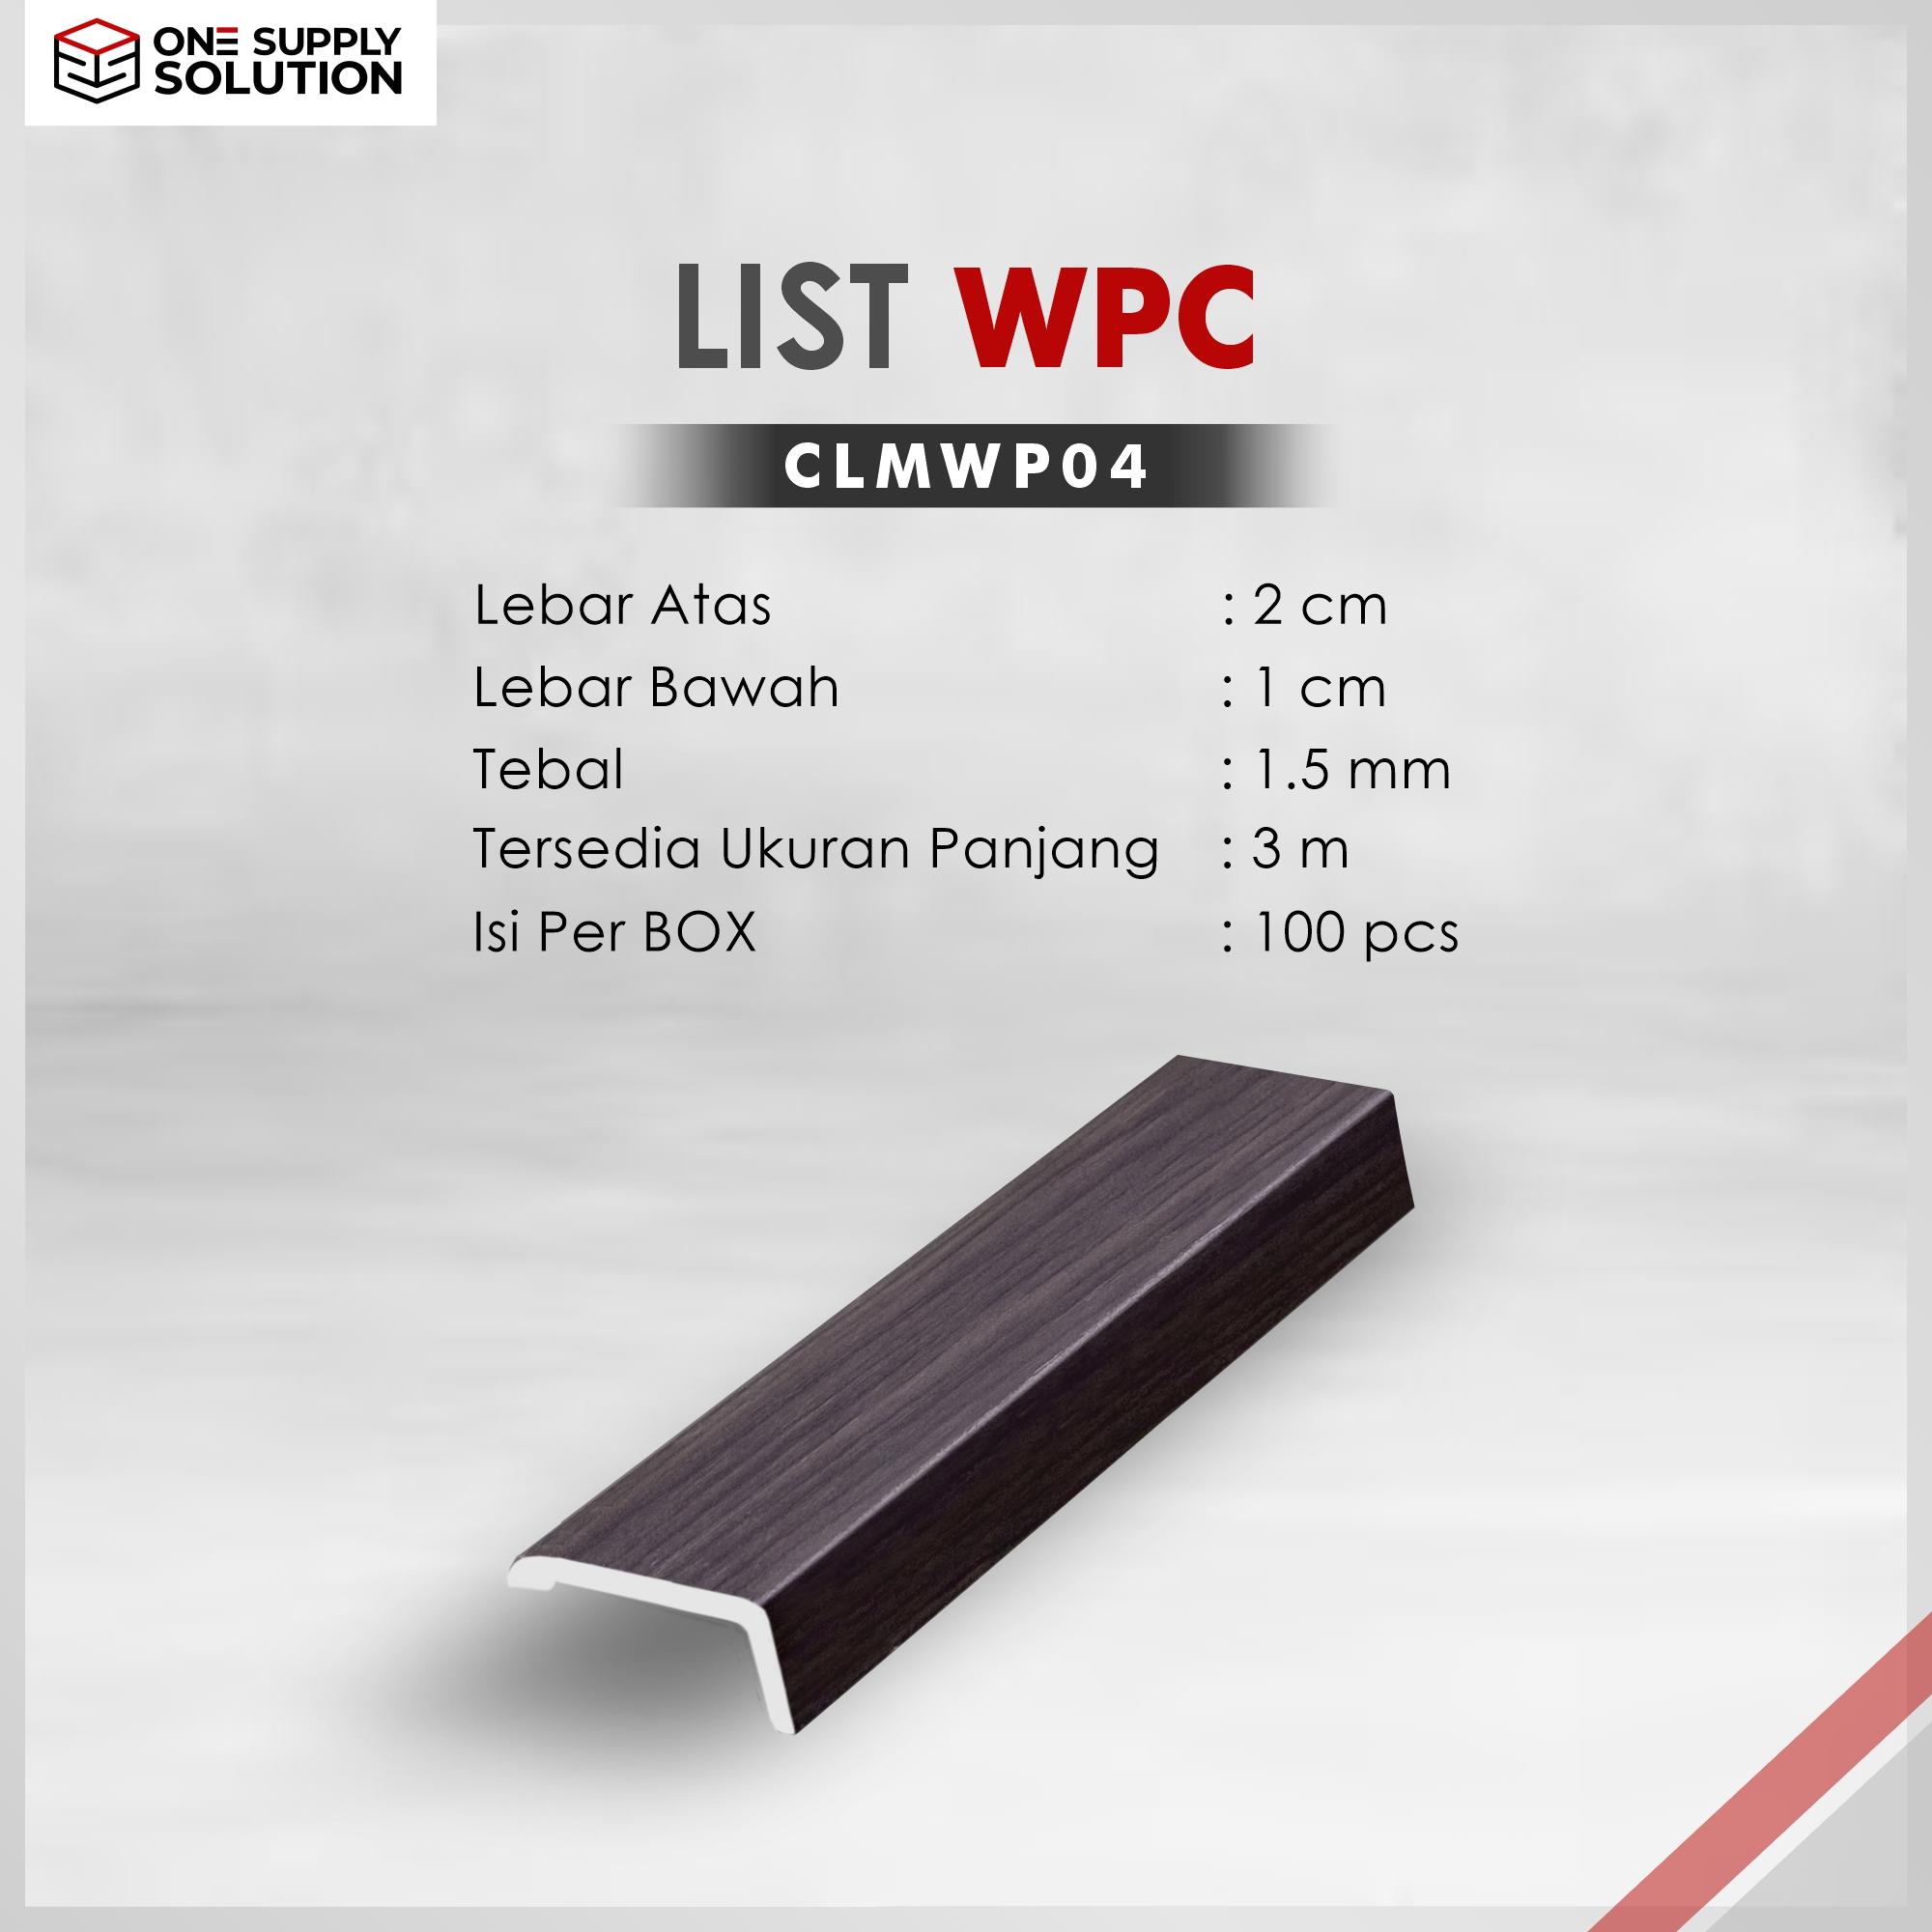 ONE SUPPLY
SOLUTION
LIST WPC
CLMWP04
Lebar Atas : 2 cm
Lebar Bawah : 1 cm
Tebal : 1.5 mm
Tersedia Ukuran Panjang : 3 m
Isi Per BOX : 100 pcs